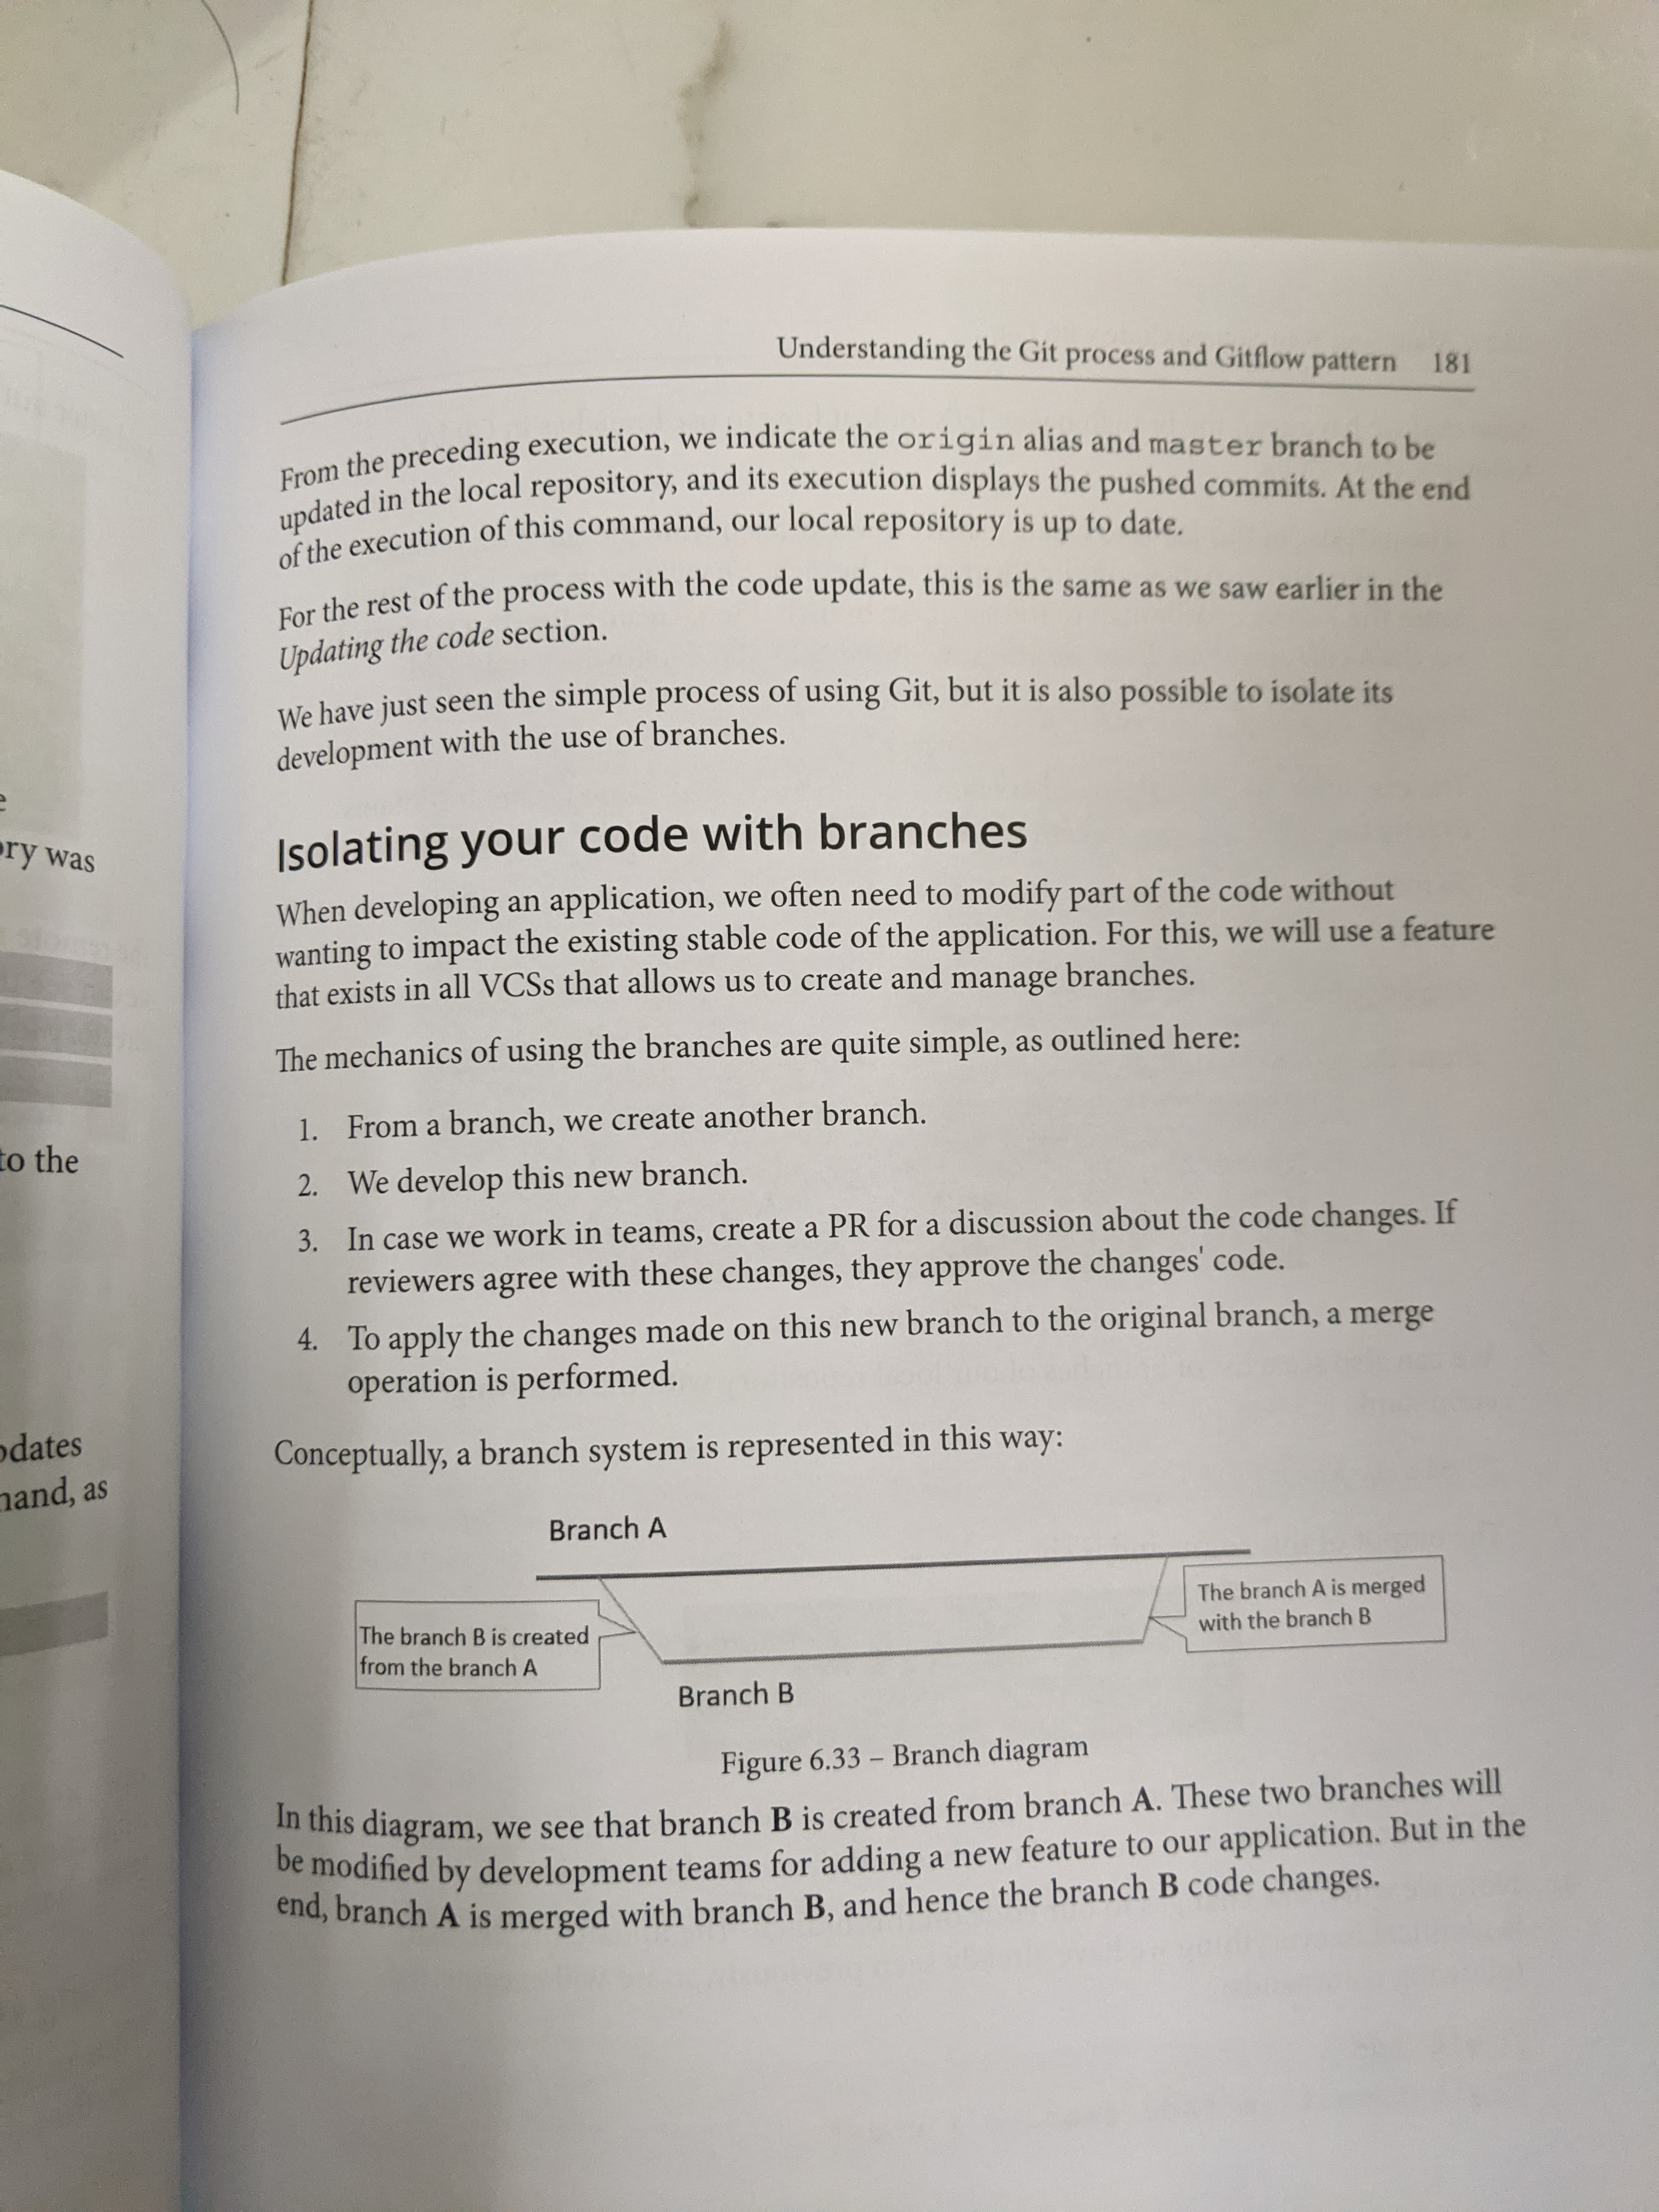 e
ory was
to the
dates
hand, as
Understanding the Git process and Gitflow pattern 181
From the preceding execution, we indicate the origin alias and master branch to be
updated in the local repository, and its execution displays the pushed commits. At the end
of the execution of this command, our local repository is up to date.
For the rest of the process with the code update, this is the same as we saw earlier in the
Updating the code section.
We have just seen the simple process of using Git, but it is also possible to isolate its
development with the use of branches.
Isolating your code with branches
When developing an application, we often need to modify part of the code without
wanting to impact the existing stable code of the application. For this, we will use a feature
that exists in all VCSs that allows us to create and manage branches.
The mechanics of using the branches are quite simple, as outlined here:
1. From a branch, we create another branch.
2. We develop this new branch.
3. In case we work in teams, create a PR for a discussion about the code changes. If
reviewers agree with these changes, they approve the changes' code.
4. To apply the changes made on this new branch to the original branch, a merge
operation is performed.
Conceptually, a branch system is represented in this way:
Branch A
The branch B is created
from the branch A
The branch A is merged
with the branch B
Branch B
Figure 6.33 – Branch diagram
In this diagram, we see that branch B is created from branch A. These two branches will
be modified by development teams for adding a new feature to our application. But in the
end, branch A is merged with branch B, and hence the branch B code changes.